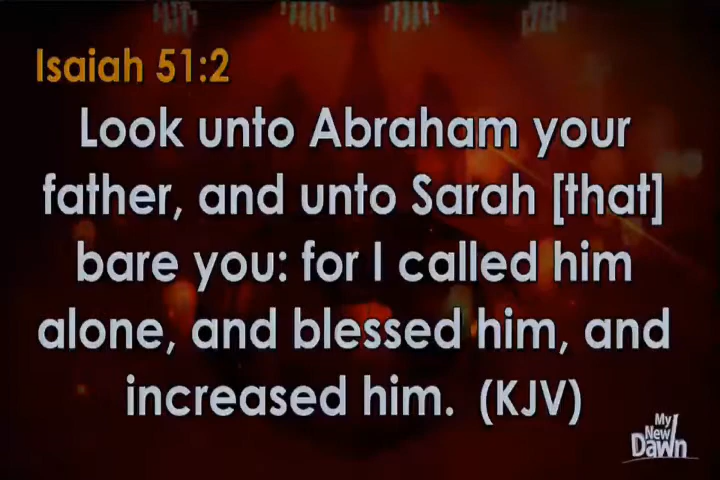 Isaiah 51:2
Look unto Abraham your
father, and unto Sarah [that]
bare you: for I called him
alone, and blessed him, and
increased him. (KJV)
My
New
Dawn